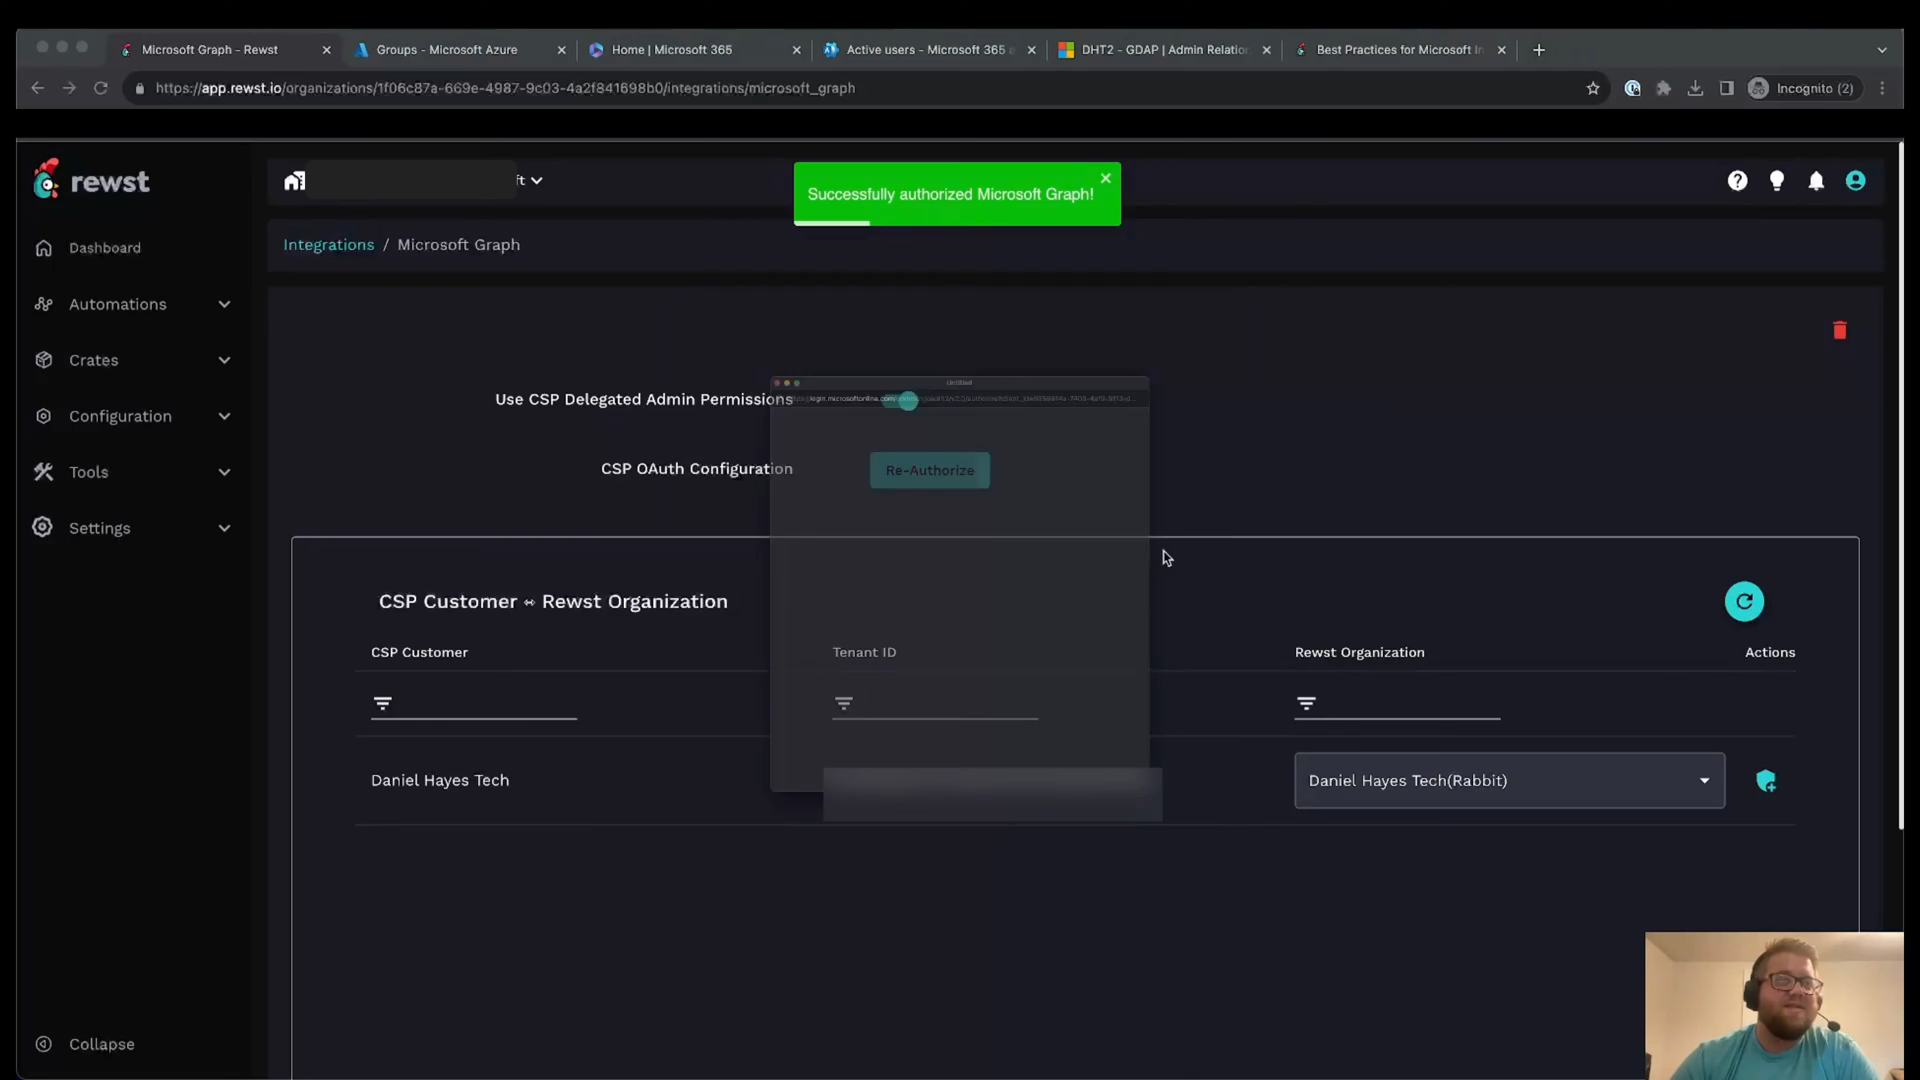 Microsoft Graph - Rewst
Groups - Microsoft Azure
Home | Microsoft 365
Active users - Microsoft 365 a
DHT2 - GDAP | Admin Relation
Best Practices for Microsoft In
https://app.rewst.io/organizations/1f06c87a-669e-4987-9c03-4a2f841698b0/integrations/microsoft_graph
Incognito (2)
rewst
ft
Successfully authorized Microsoft Graph!
Dashboard
Integrations / Microsoft Graph
Automations
Crates
Configuration
Tools
Settings
Collapse
Untitled
Use CSP Delegated Admin Permissions
CSP OAuth Configuration
Re-Authorize
CSP Customer ↔ Rewst Organization
CSP Customer
Tenant ID
Rewst Organization
Actions
Daniel Hayes Tech
Daniel Hayes Tech(Rabbit)